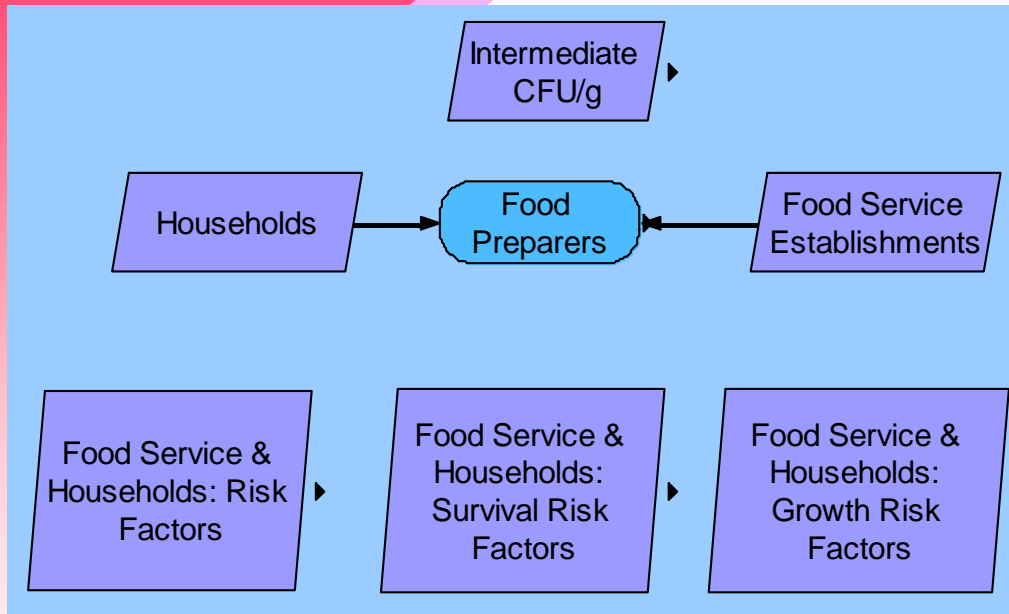 Intermediate
CFU/g
Households
Food
Preparers
Food Service
Establishments
Food Service &
Households: Risk
Factors
Food Service &
Households:
Survival Risk
Factors
Food Service &
Households:
Growth Risk
Factors